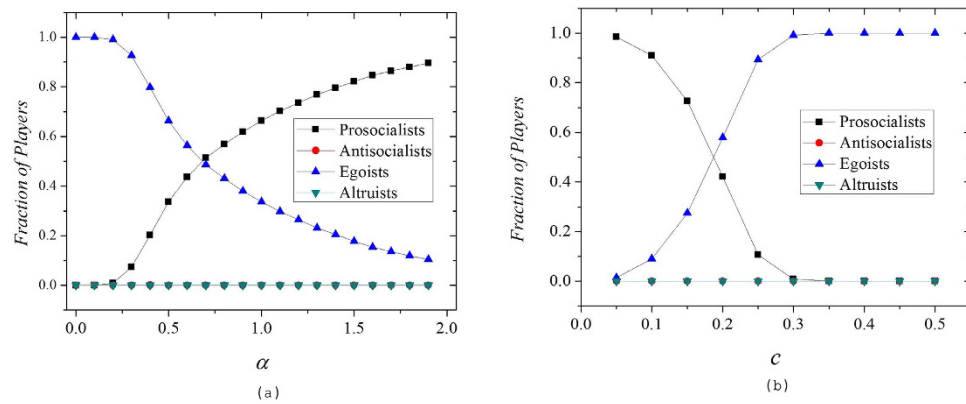 Fraction of Players
1.0
0.8
0.6
0.4
0.2
0.0
Prosocialists
Antisocialists
Egoists
Altruists
0.0 0.5 1.0 1.5 2.0
α
(a)
Fraction of Players
1.0
0.8
0.6
0.4
0.2
0.0
Prosocialists
Antisocialists
Egoists
Altruists
0.0 0.1 0.2 0.3 0.4 0.5
c
(b)